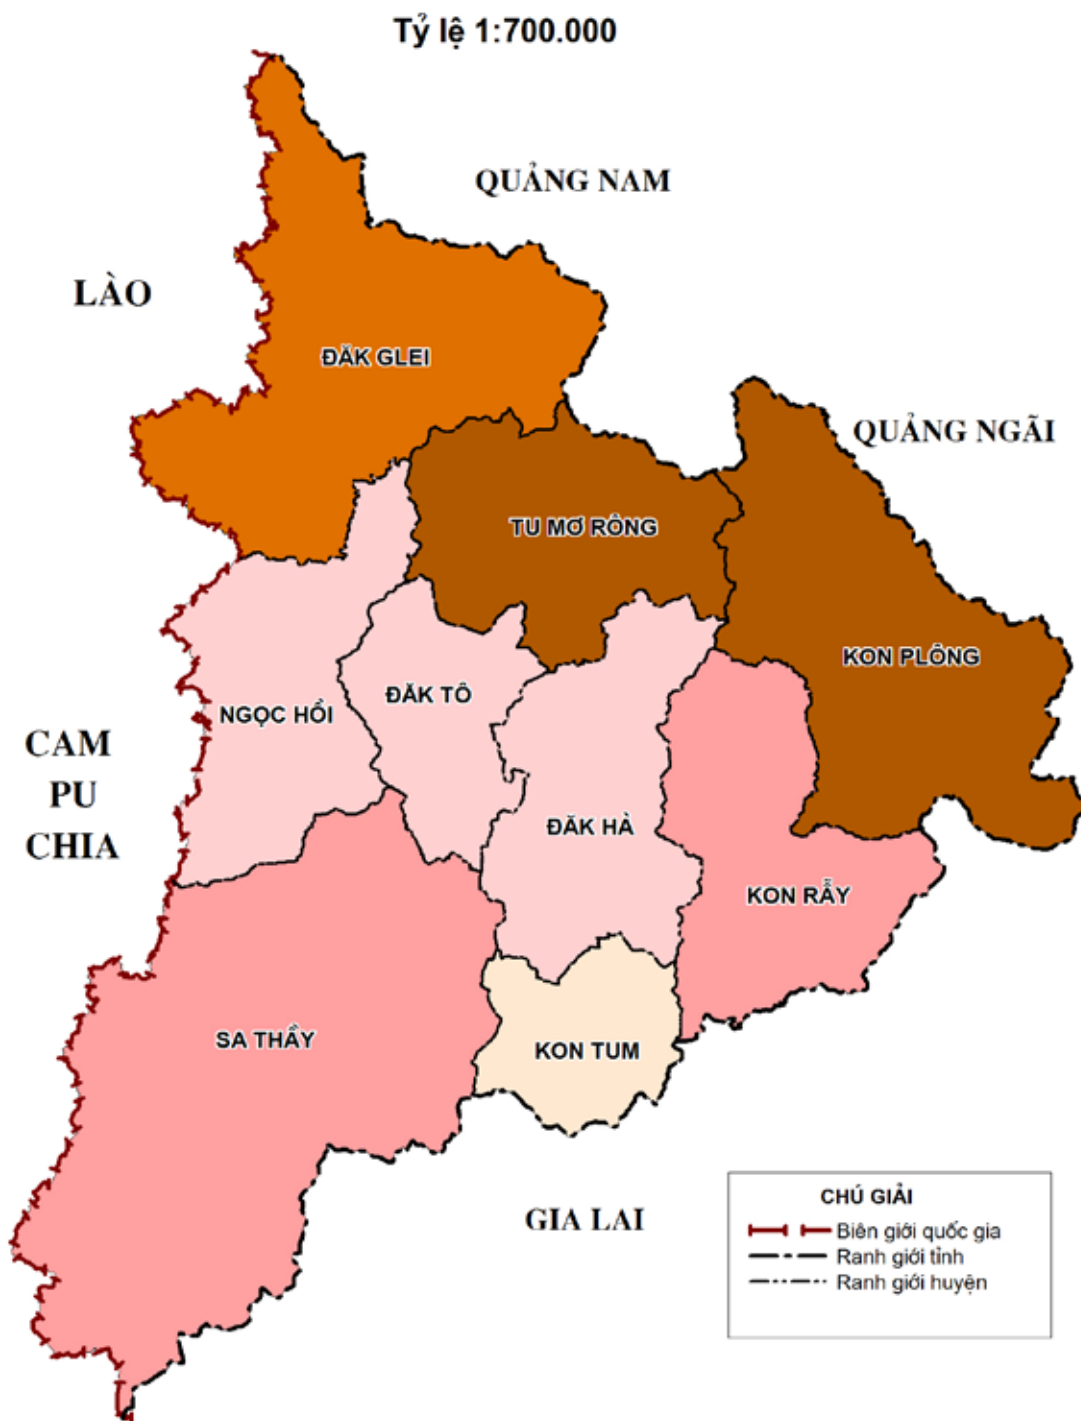 Tỷ lệ 1:700.000
QUẢNG NAM
LÀO
ĐĂK GLEI
QUẢNG NGÃI
TU MƠ RÔNG
KON PLÔNG
ĐĂK TÔ
NGỌC HỒI
CAM
PU
CHIA
ĐĂK HÀ
KON RẪY
SA THẦY
KON TUM
GIA LAI
CHÚ GIẢI
Biên giới quốc gia
Ranh giới tỉnh
Ranh giới huyện